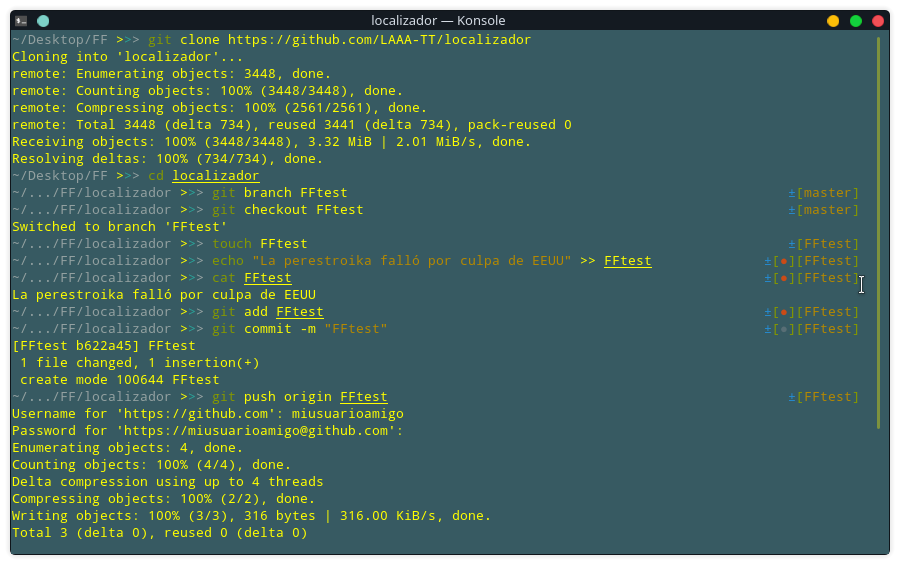 localizador — Konsole
~/Desktop/FF >>> git clone https://github.com/LAAA-TT/localizador
Cloning into 'localizador'...
remote: Enumerating objects: 3448, done.
remote: Counting objects: 100% (3448/3448), done.
remote: Compressing objects: 100% (2561/2561), done.
remote: Total 3448 (delta 734), reused 3441 (delta 734), pack-reused 0
Receiving objects: 100% (3448/3448), 3.32 MiB | 2.01 MiB/s, done.
Resolving deltas: 100% (734/734), done.
~/Desktop/FF >>> cd localizador
~/.../FF/localizador >>> git branch FFtest ±[master]
~/.../FF/localizador >>> git checkout FFtest ±[master]
Switched to branch 'FFtest'
~/.../FF/localizador >>> touch FFtest ±[FFtest]
~/.../FF/localizador >>> echo "La perestroika falló por culpa de EEUU" >> FFtest ±[●][FFtest]
~/.../FF/localizador >>> cat FFtest ±[●][FFtest]
La perestroika falló por culpa de EEUU
~/.../FF/localizador >>> git add FFtest ±[●][FFtest]
~/.../FF/localizador >>> git commit -m "FFtest" ±[●][FFtest]
[FFtest b622a45] FFtest
1 file changed, 1 insertion(+)
create mode 100644 FFtest
~/.../FF/localizador >>> git push origin FFtest ±[FFtest]
Username for 'https://github.com': miusuarioamigo
Password for 'https://miusuarioamigo@github.com':
Enumerating objects: 4, done.
Counting objects: 100% (4/4), done.
Delta compression using up to 4 threads
Compressing objects: 100% (2/2), done.
Writing objects: 100% (3/3), 316 bytes | 316.00 KiB/s, done.
Total 3 (delta 0), reused 0 (delta 0)